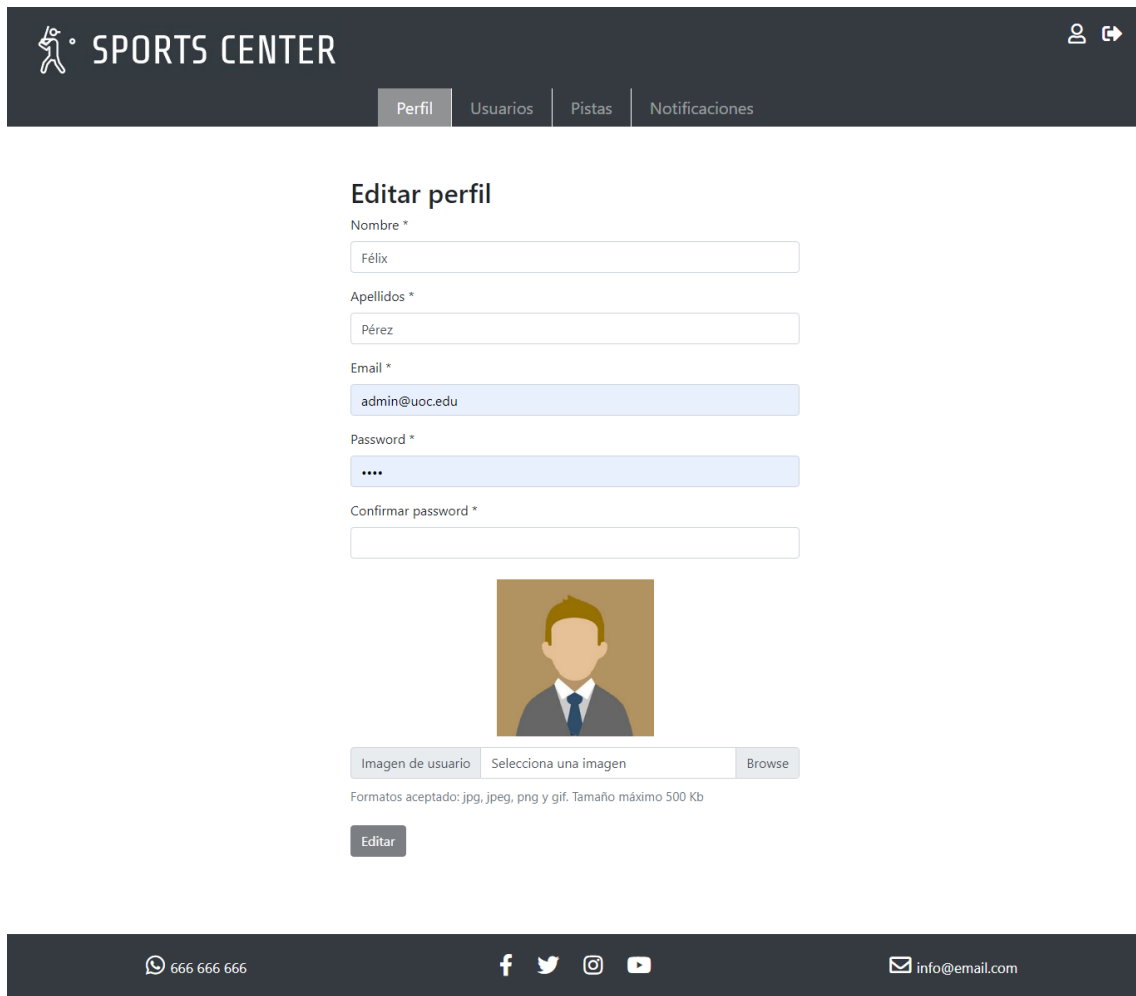 SPORTS CENTER
Perfil Usuarios Pistas Notificaciones
Editar perfil
Nombre *
Félix
Apellidos *
Pérez
Email *
admin@uoc.edu
Password *
••••
Confirmar password *
Imagen de usuario Selecciona una imagen Browse
Formatos aceptado: jpg, jpeg, png y gif. Tamaño máximo 500 Kb
Editar
666 666 666 info@email.com